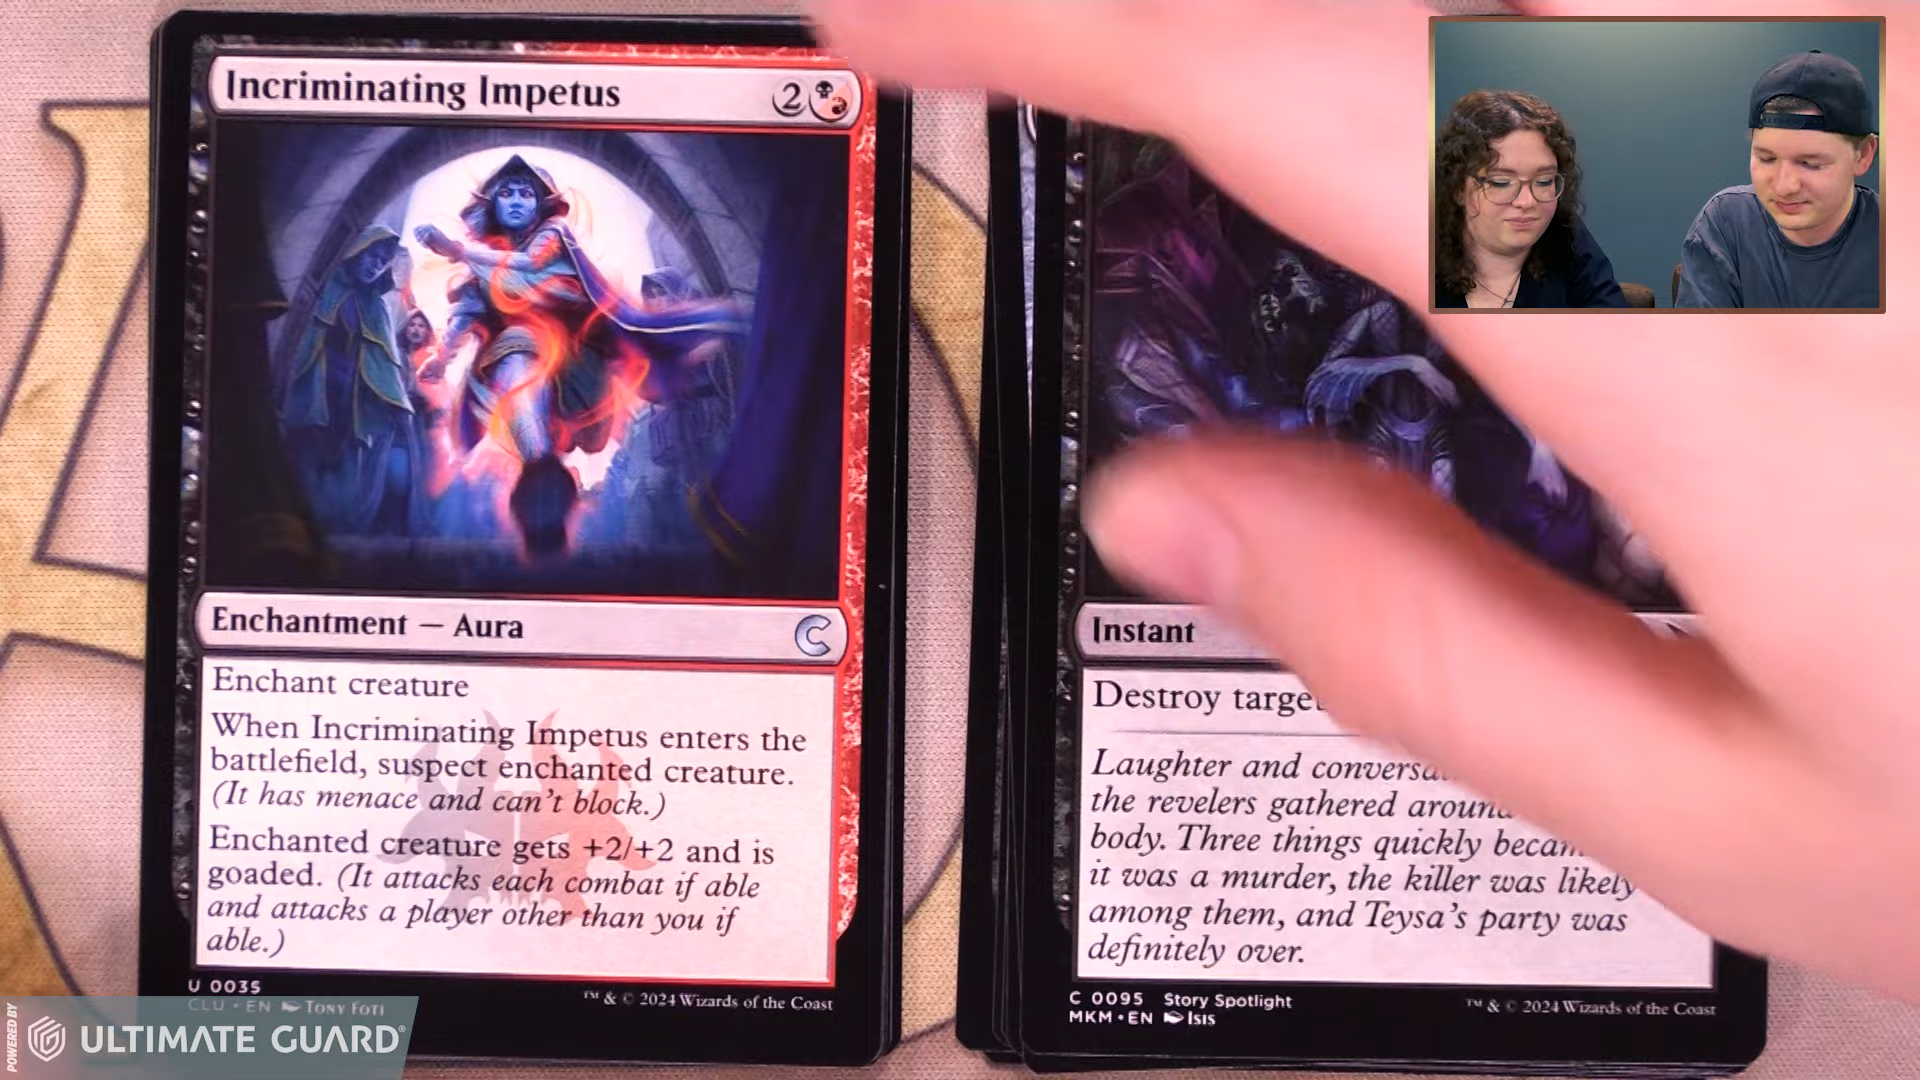 Incriminating Impetus
2
Enchantment — Aura
Enchant creature
When Incriminating Impetus enters the
battlefield, suspect enchanted creature.
(It has menace and can't block.)
Enchanted creature gets +2/+2 and is
goaded. (It attacks each combat if able
and attacks a player other than you if
able.)
U 0035
CLU • EN Tony Foti
™ & © 2024 Wizards of the Coast
Instant
Destroy target
Laughter and
the revelers gathered around
body. Three things quickly
it was a murder, the killer was likely
among them, and Teysa's party was
definitely over.
C 0095 Story Spotlight
MKM • EN Isis
™ & © 2024 Wizards of the Coast
POWERED BY
ULTIMATE GUARD®